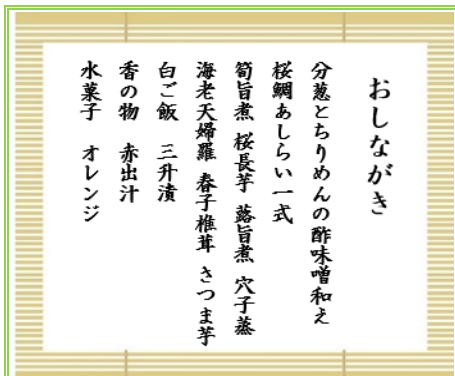 おしながき
分葱とちりめんの酢味噌和え
桜鯛あしらい一式
筍旨煮 桜長芋 蕗旨煮 穴子蒸
海老天婦羅 春子椎茸 さつま芋
白ご飯 三升漬
香の物 赤出汁
水菓子 オレンジ